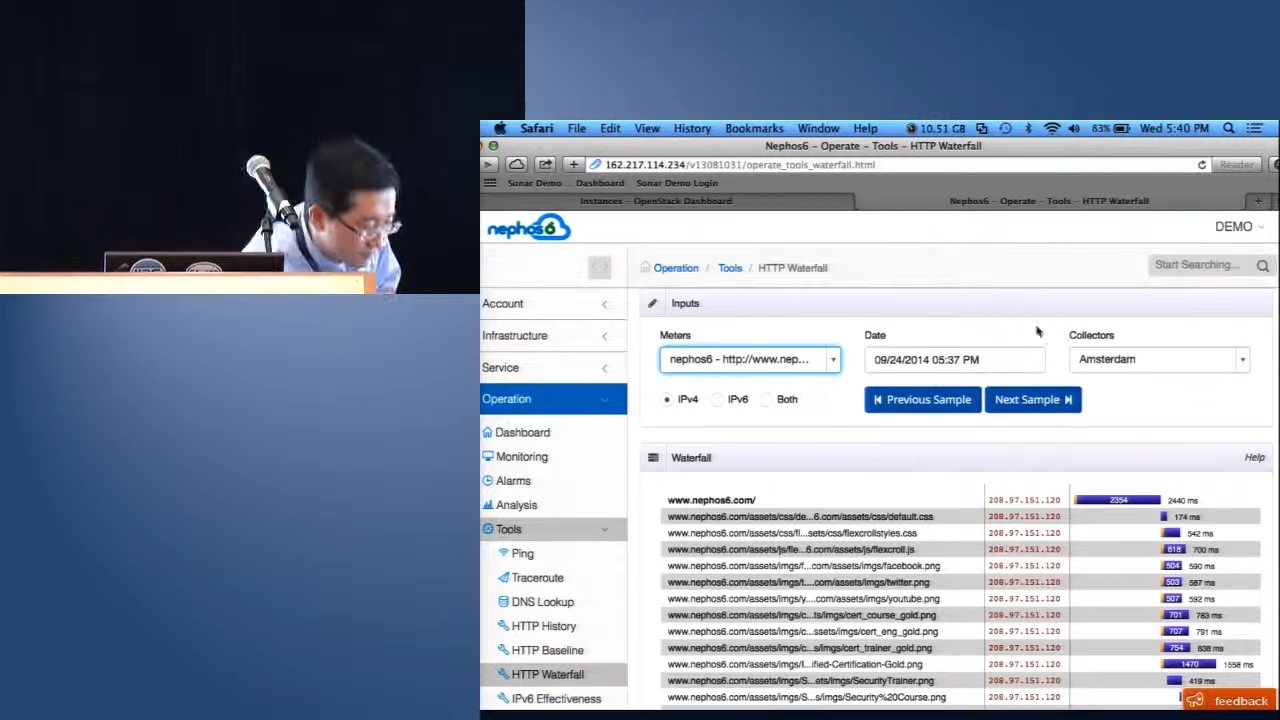 Safari File Edit View History Bookmarks Window Help 10.51 GB 83% Wed 5:40 PM
Nephos6 – Operate – Tools – HTTP Waterfall
162.217.114.234/v13081031/operate_tools_waterfall.html Reader
Sonar Demo Dashboard Sonar Demo Login
Instances – OpenStack Dashboard Nephos6 – Operate – Tools – HTTP Waterfall
nephos6 DEMO
Operation / Tools / HTTP Waterfall Start Searching...
Account
Infrastructure
Service
Operation
Dashboard
Monitoring
Alarms
Analysis
Tools
Ping
Traceroute
DNS Lookup
HTTP History
HTTP Baseline
HTTP Waterfall
IPv6 Effectiveness
Inputs
Meters Date Collectors
nephos6 - http://www.nep... 09/24/2014 05:37 PM Amsterdam
IPv4 IPv6 Both Previous Sample Next Sample
Waterfall Help
www.nephos6.com/ 208.97.151.120 2354 2440 ms
www.nephos6.com/assets/css/de...6.com/assets/css/default.css 208.97.151.120 174 ms
www.nephos6.com/assets/css/fl...sets/css/flexcrollstyles.css 208.97.151.120 542 ms
www.nephos6.com/assets/js/fle...6.com/assets/js/flexcroll.js 208.97.151.120 618 700 ms
www.nephos6.com/assets/imgs/f...com/assets/imgs/facebook.png 208.97.151.120 504 590 ms
www.nephos6.com/assets/imgs/t....com/assets/imgs/twitter.png 208.97.151.120 503 587 ms
www.nephos6.com/assets/imgs/y....com/assets/imgs/youtube.png 208.97.151.120 507 592 ms
www.nephos6.com/assets/imgs/c...ts/imgs/cert_course_gold.png 208.97.151.120 701 783 ms
www.nephos6.com/assets/imgs/c...ssets/imgs/cert_eng_gold.png 208.97.151.120 707 791 ms
www.nephos6.com/assets/imgs/c...s/imgs/cert_trainer_gold.png 208.97.151.120 754 838 ms
www.nephos6.com/assets/imgs/I...ified-Certification-Gold.png 208.97.151.120 1470 1558 ms
www.nephos6.com/assets/imgs/S...ets/imgs/SecurityTrainer.png 208.97.151.120 419 ms
www.nephos6.com/assets/imgs/S...s/imgs/Security%20Course.png 208.97.151.120
feedback